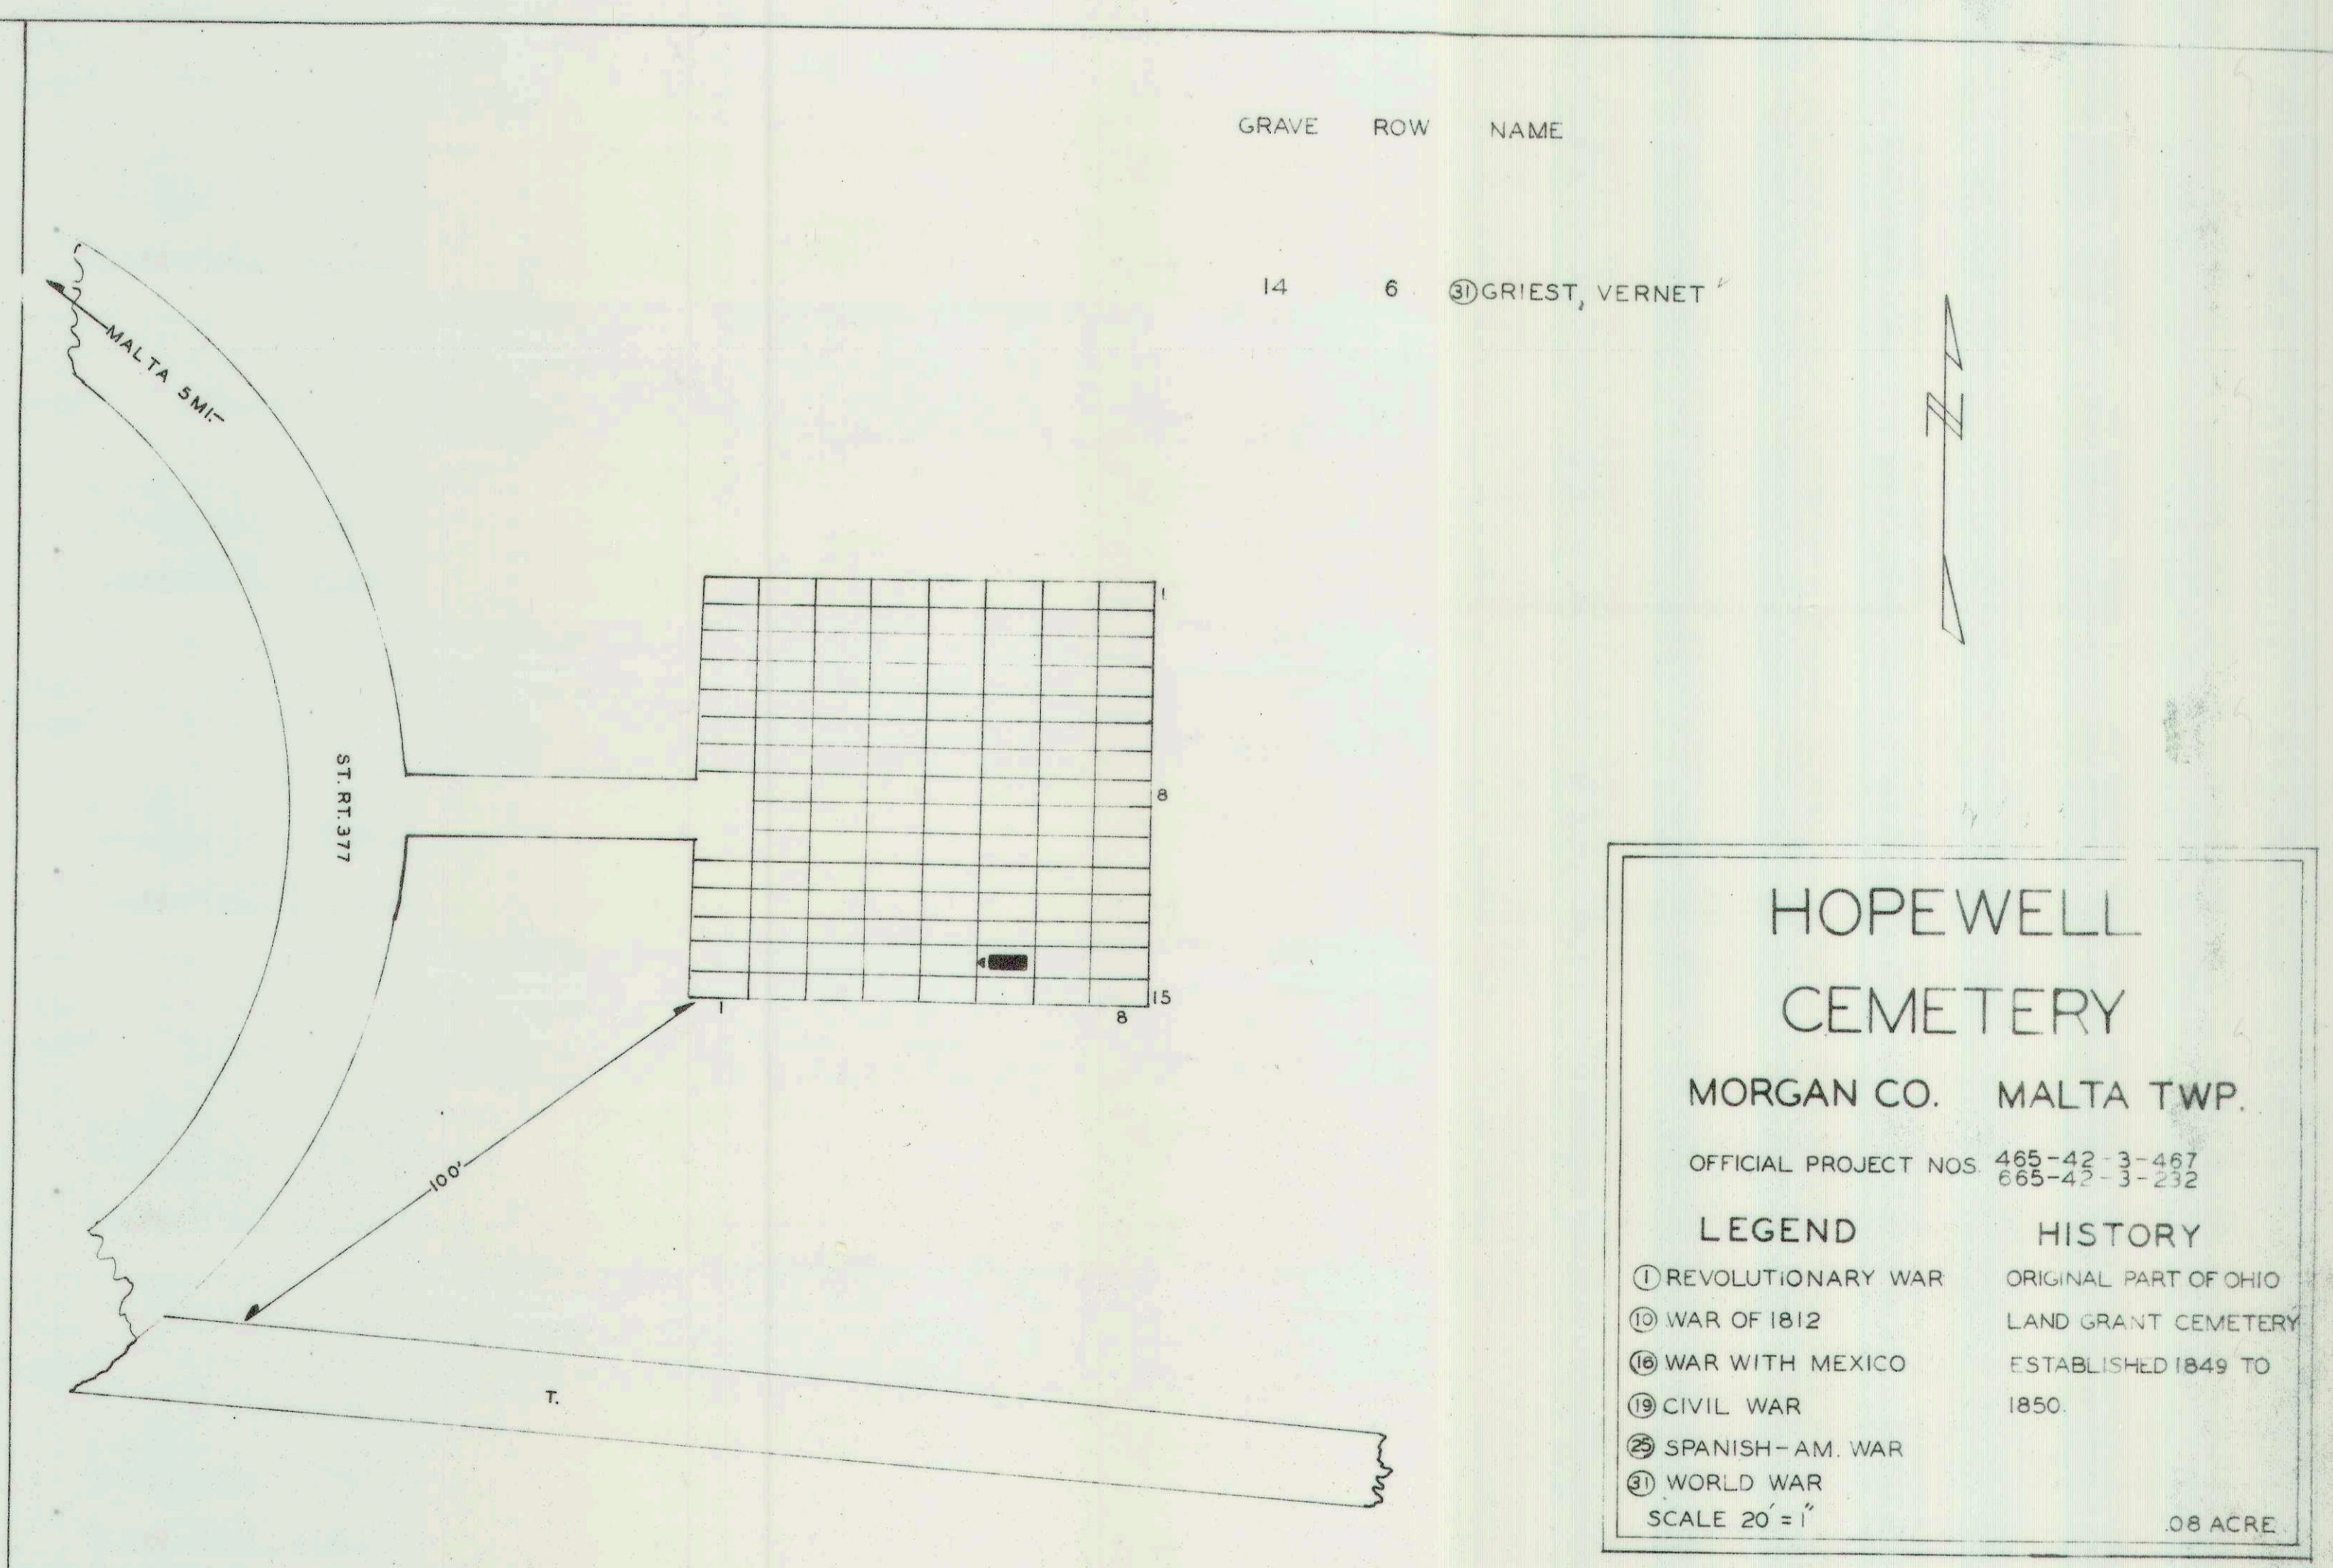 GRAVE ROW NAME
14 6 31 GRIEST, VERNET
MALTA 5MI.
N
ST. RT. 377
1
8
15
1
8
100'
T.
HOPEWELL
CEMETERY
MORGAN CO. MALTA TWP.
OFFICIAL PROJECT NOS. 465-42-3-467
665-42-3-232
LEGEND
1 REVOLUTIONARY WAR
10 WAR OF 1812
16 WAR WITH MEXICO
19 CIVIL WAR
25 SPANISH-AM. WAR
31 WORLD WAR
SCALE 20' = 1"
HISTORY
ORIGINAL PART OF OHIO
LAND GRANT CEMETERY
ESTABLISHED 1849 TO
1850.
.08 ACRE